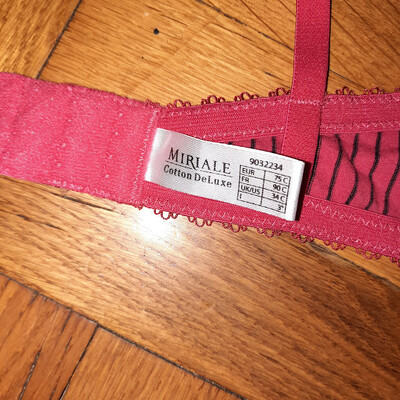 MIRIALE
Cotton DeLuxe
9032234
EUR 75 C
FR 90 C
UK/US 34 C
I 3°